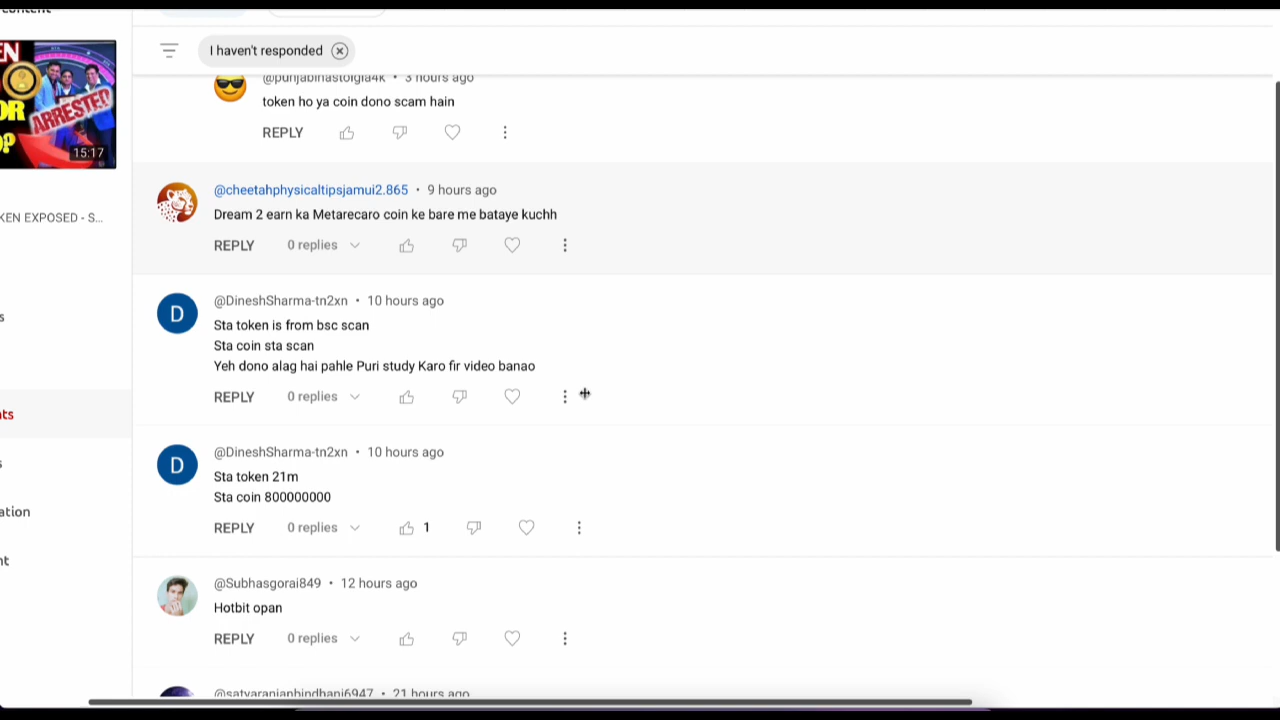 I haven't responded
@punjabinastolgia4k • 3 hours ago
token ho ya coin dono scam hain
REPLY
@cheetahphysicaltipsjamui2.865 • 9 hours ago
Dream 2 earn ka Metarecaro coin ke bare me bataye kuchh
REPLY 0 replies
@DineshSharma-tn2xn • 10 hours ago
Sta token is from bsc scan
Sta coin sta scan
Yeh dono alag hai pahle Puri study Karo fir video banao
REPLY 0 replies
@DineshSharma-tn2xn • 10 hours ago
Sta token 21m
Sta coin 800000000
REPLY 0 replies 1
@Subhasgorai849 • 12 hours ago
Hotbit opan
REPLY 0 replies
@satyaranjanbindhani6947 • 21 hours ago
EN
OR
ARRESTED
P?
15:17
KEN EXPOSED - S...
s
nts
s
ation
nt
D
D